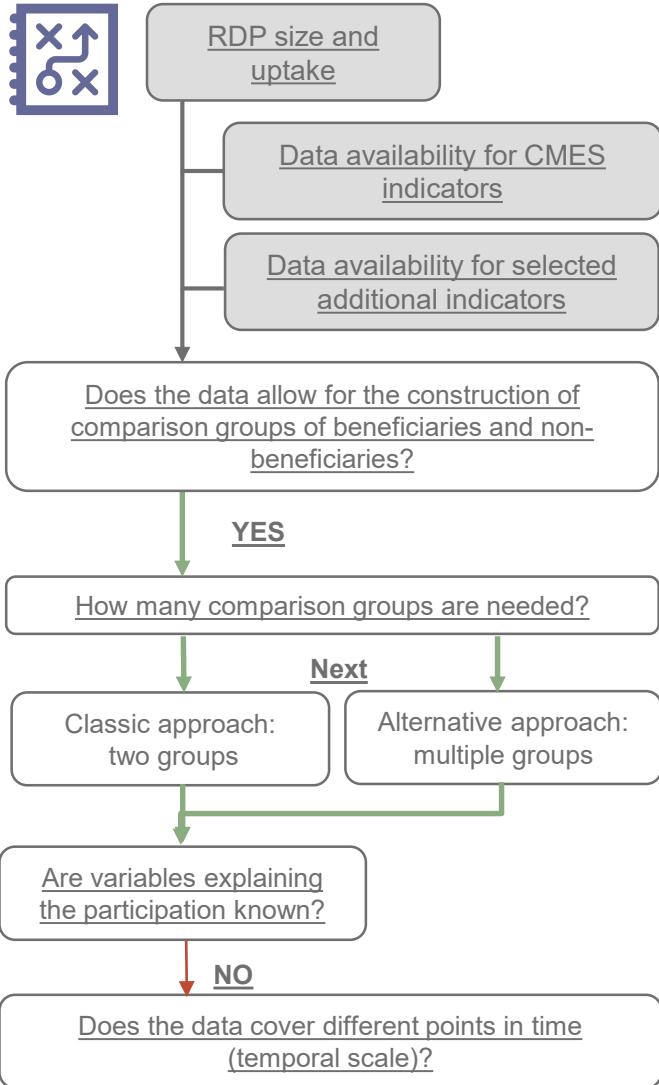 RDP size and
uptake
Data availability for CMES
indicators
Data availability for selected
additional indicators
Does the data allow for the construction of
comparison groups of beneficiaries and non-
beneficiaries?
YES
How many comparison groups are needed?
Next
Classic approach:
two groups
Alternative approach:
multiple groups
Are variables explaining
the participation known?
NO
Does the data cover different points in time
(temporal scale)?